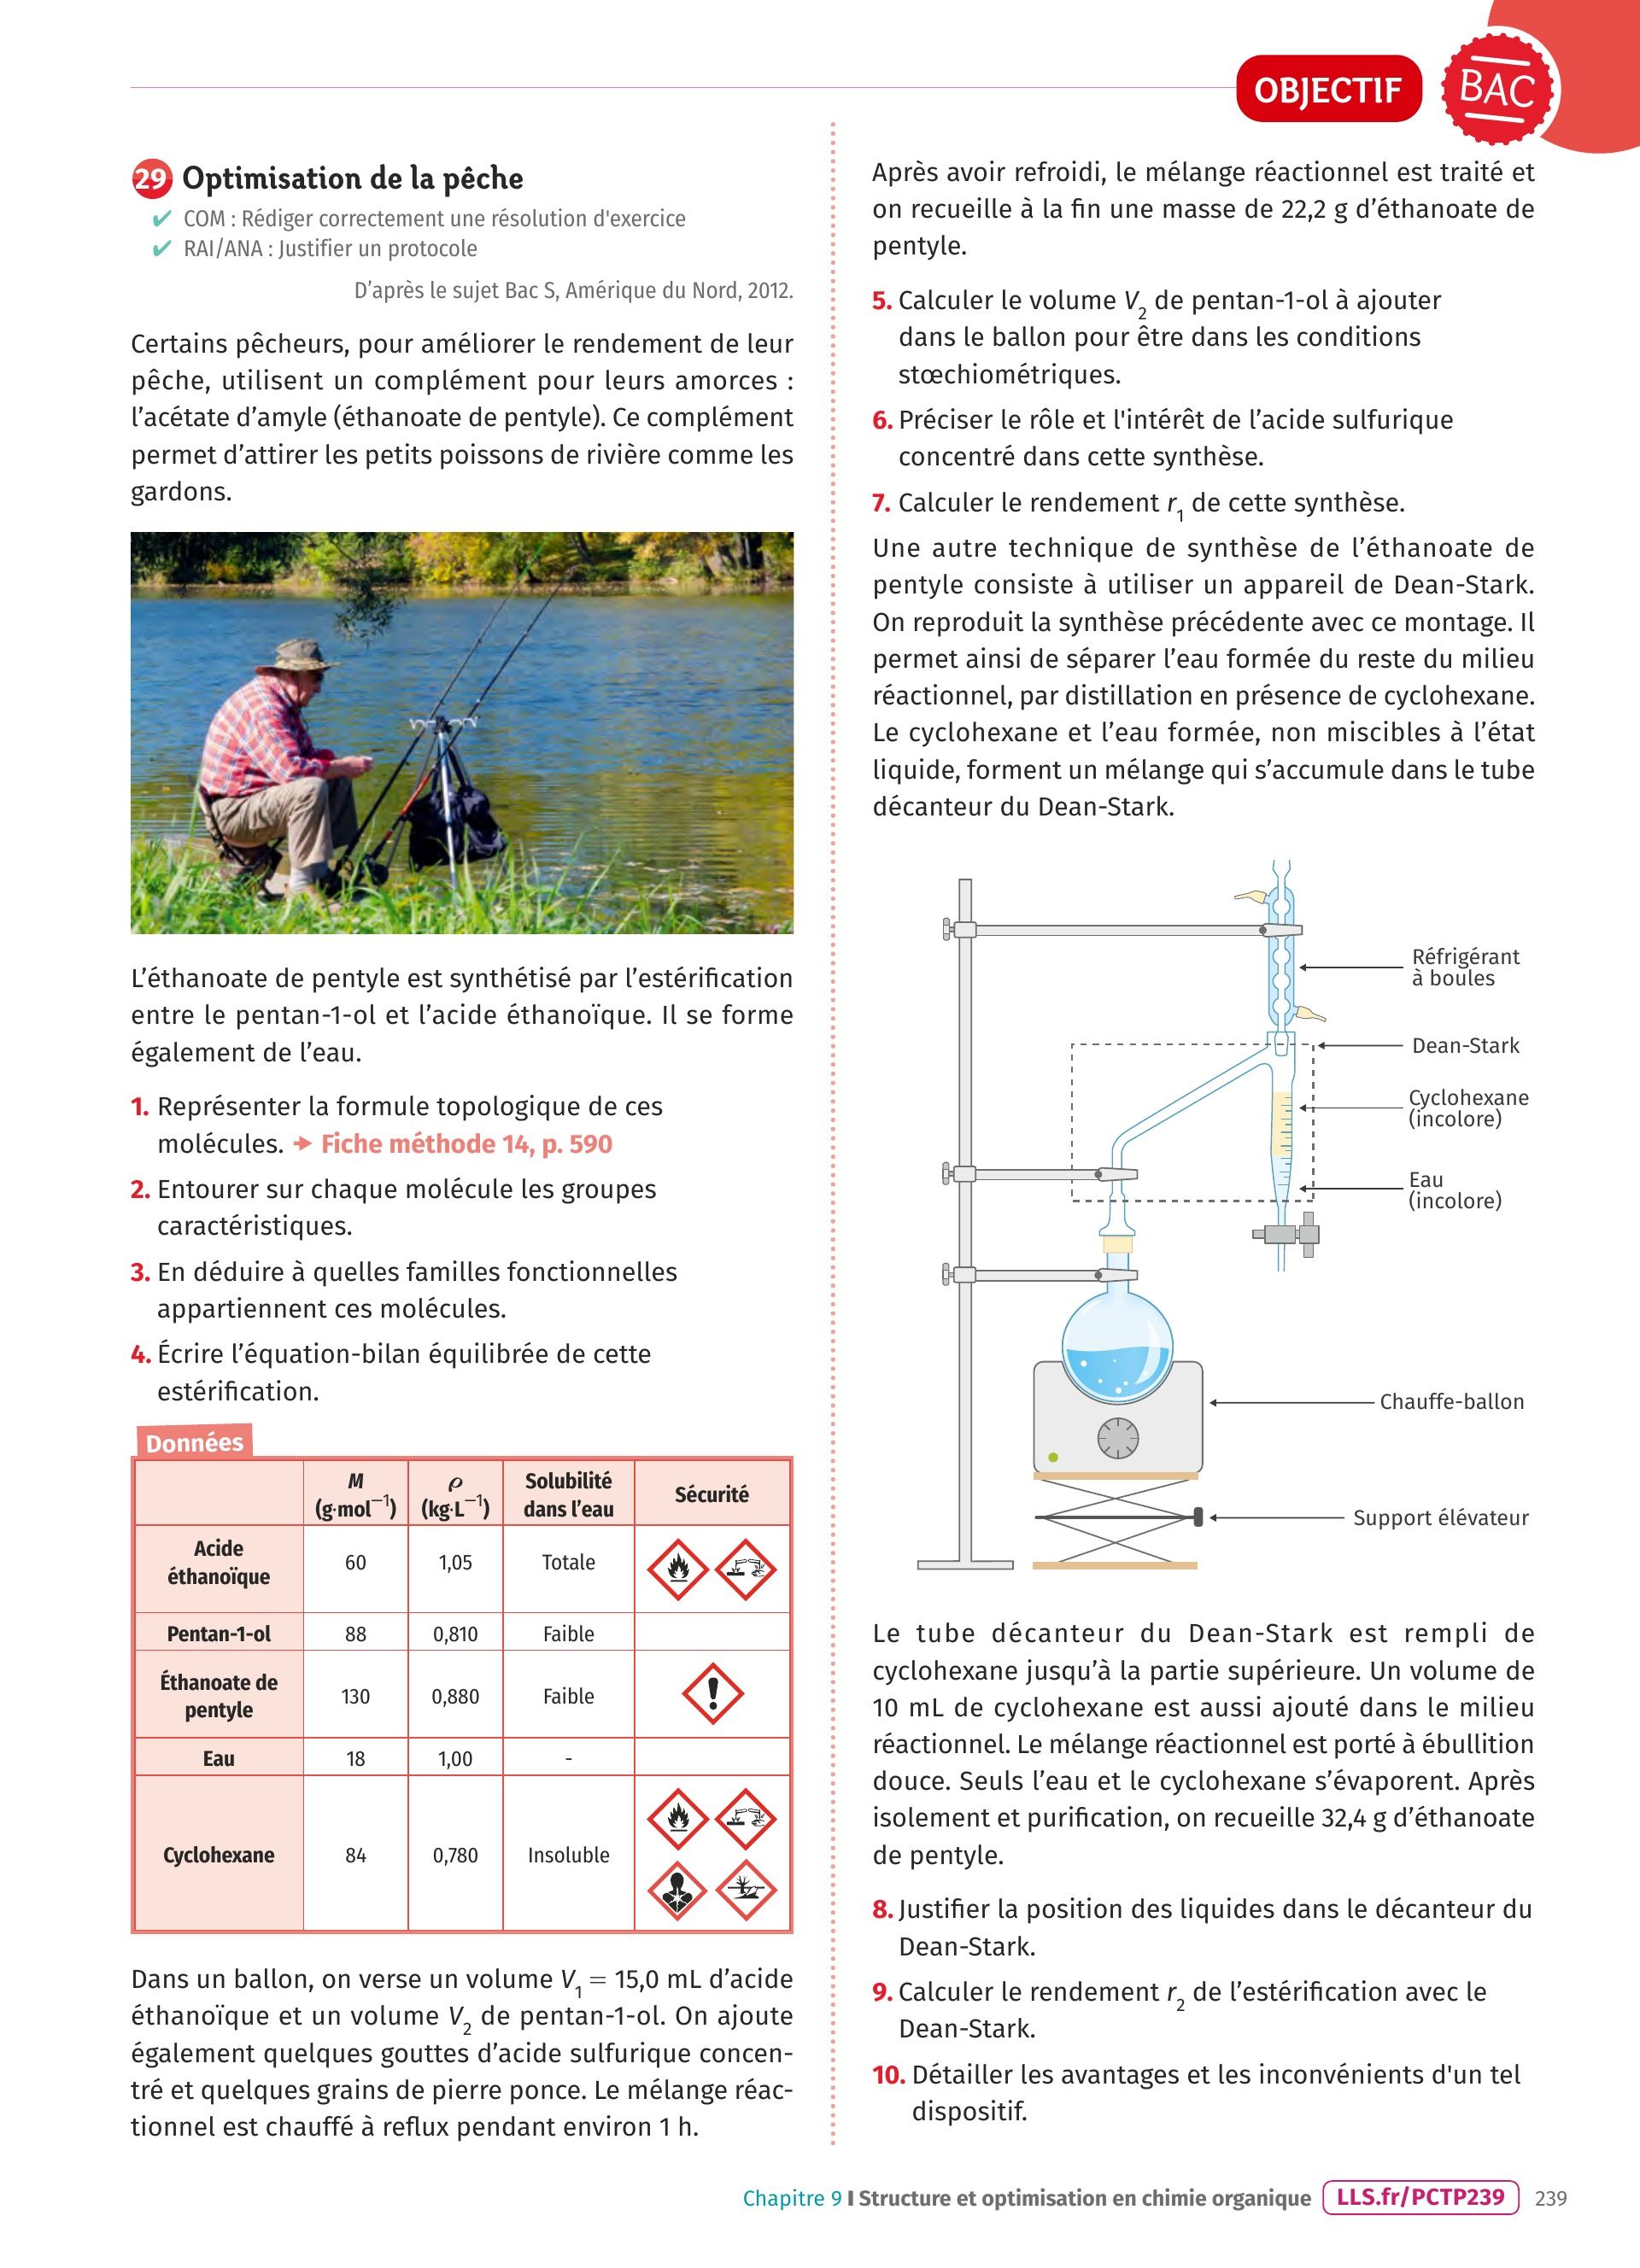 OBJECTIF
BAC
29 Optimisation de la pêche
✔ COM : Rédiger correctement une résolution d'exercice
✔ RAI/ANA : Justifier un protocole
D’après le sujet Bac S, Amérique du Nord, 2012.
Certains pêcheurs, pour améliorer le rendement de leur
pêche, utilisent un complément pour leurs amorces :
l’acétate d’amyle (éthanoate de pentyle). Ce complément
permet d’attirer les petits poissons de rivière comme les
gardons.
L’éthanoate de pentyle est synthétisé par l’estérification
entre le pentan-1-ol et l’acide éthanoïque. Il se forme
également de l’eau.
1. Représenter la formule topologique de ces
molécules. ➔ Fiche méthode 14, p. 590
2. Entourer sur chaque molécule les groupes
caractéristiques.
3. En déduire à quelles familles fonctionnelles
appartiennent ces molécules.
4. Écrire l’équation-bilan équilibrée de cette
estérification.
Données
M (g·mol⁻¹) ρ (kg·L⁻¹) Solubilité dans l’eau Sécurité
Acide éthanoïque 60 1,05 Totale
Pentan-1-ol 88 0,810 Faible
Éthanoate de pentyle 130 0,880 Faible
Eau 18 1,00 -
Cyclohexane 84 0,780 Insoluble
Dans un ballon, on verse un volume V₁ = 15,0 mL d’acide
éthanoïque et un volume V₂ de pentan-1-ol. On ajoute
également quelques gouttes d’acide sulfurique concen-
tré et quelques grains de pierre ponce. Le mélange réac-
tionnel est chauffé à reflux pendant environ 1 h.
Après avoir refroidi, le mélange réactionnel est traité et
on recueille à la fin une masse de 22,2 g d’éthanoate de
pentyle.
5. Calculer le volume V₂ de pentan-1-ol à ajouter
dans le ballon pour être dans les conditions
stœchiométriques.
6. Préciser le rôle et l'intérêt de l’acide sulfurique
concentré dans cette synthèse.
7. Calculer le rendement r₁ de cette synthèse.
Une autre technique de synthèse de l’éthanoate de
pentyle consiste à utiliser un appareil de Dean-Stark.
On reproduit la synthèse précédente avec ce montage. Il
permet ainsi de séparer l’eau formée du reste du milieu
réactionnel, par distillation en présence de cyclohexane.
Le cyclohexane et l’eau formée, non miscibles à l’état
liquide, forment un mélange qui s’accumule dans le tube
décanteur du Dean-Stark.
Réfrigérant
à boules
Dean-Stark
Cyclohexane
(incolore)
Eau
(incolore)
Chauffe-ballon
Support élévateur
Le tube décanteur du Dean-Stark est rempli de
cyclohexane jusqu’à la partie supérieure. Un volume de
10 mL de cyclohexane est aussi ajouté dans le milieu
réactionnel. Le mélange réactionnel est porté à ébullition
douce. Seuls l’eau et le cyclohexane s’évaporent. Après
isolement et purification, on recueille 32,4 g d’éthanoate
de pentyle.
8. Justifier la position des liquides dans le décanteur du
Dean-Stark.
9. Calculer le rendement r₂ de l’estérification avec le
Dean-Stark.
10. Détailler les avantages et les inconvénients d'un tel
dispositif.
Chapitre 9 I Structure et optimisation en chimie organique LLS.fr/PCTP239 239